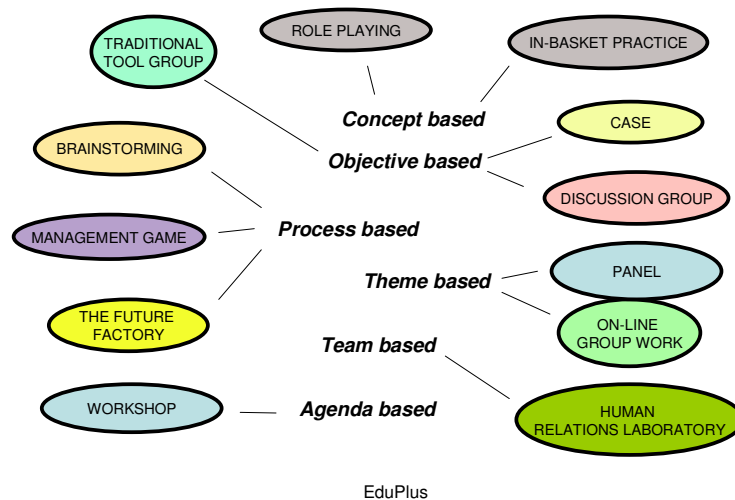 ROLE PLAYING
TRADITIONAL
TOOL GROUP
IN-BASKET PRACTICE
Concept based
CASE
BRAINSTORMING
Objective based
DISCUSSION GROUP
Process based
MANAGEMENT GAME
PANEL
Theme based
THE FUTURE
FACTORY
ON-LINE
GROUP WORK
Team based
WORKSHOP
Agenda based
HUMAN
RELATIONS LABORATORY
EduPlus